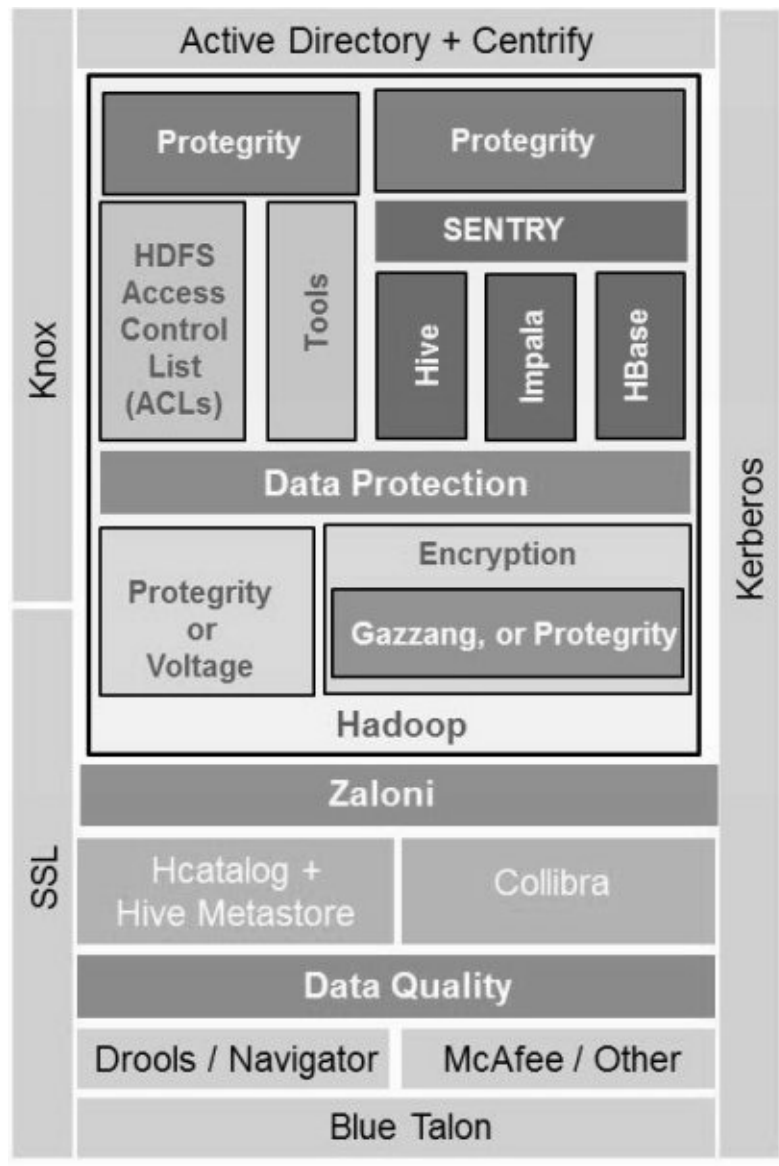 Active Directory + Centrify
Knox
Protegrity
Protegrity
HDFS
Access
Control
List
(ACLs)
Tools
SENTRY
Hive
Impala
HBase
Kerberos
Data Protection
Protegrity
or
Voltage
Encryption
Gazzang, or Protegrity
Hadoop
SSL
Zaloni
Hcatalog +
Hive Metastore
Collibra
Data Quality
Drools / Navigator
McAfee / Other
Blue Talon